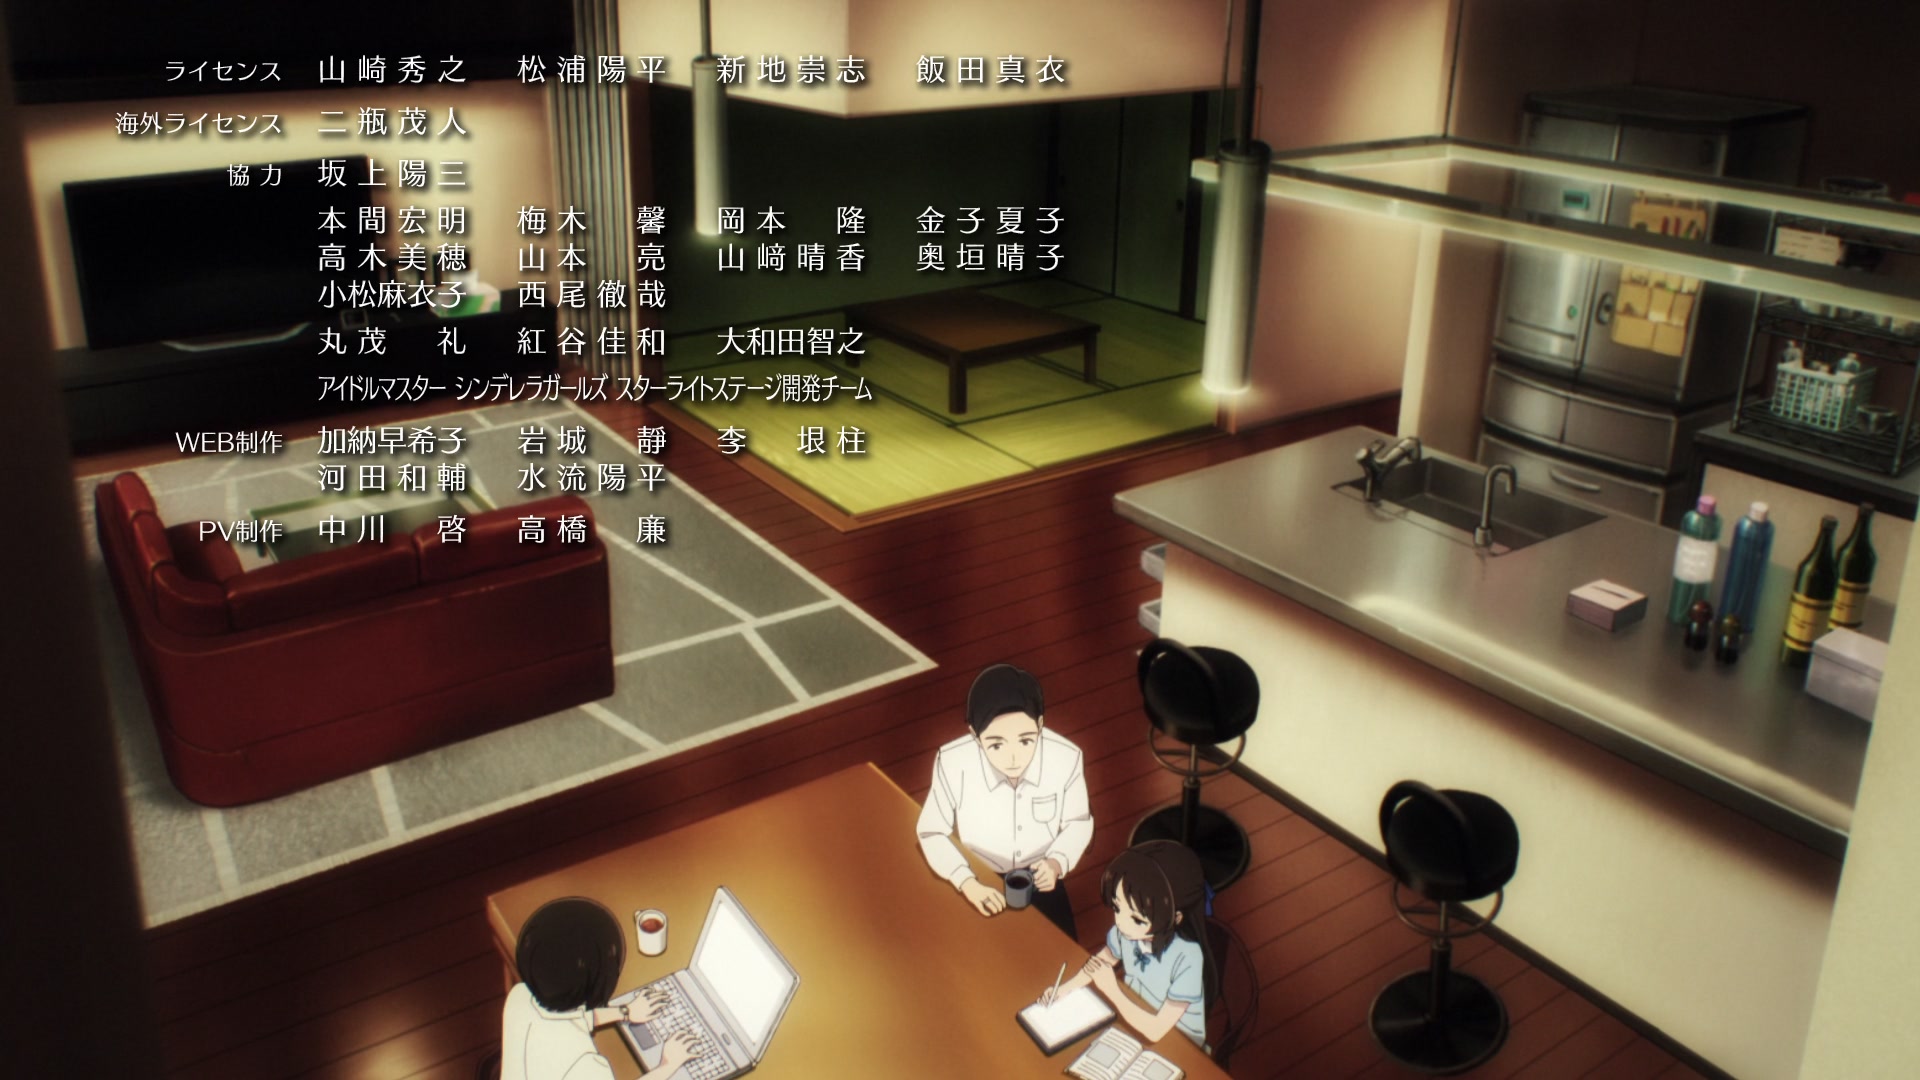 ライセンス 山崎秀之 松浦陽平 新地崇志 飯田真衣
海外ライセンス 二瓶茂人
協力 坂上陽三
本間宏明 梅木馨 岡本隆 金子夏子
高木美穂 山本亮 山﨑晴香 奥垣晴子
小松麻衣子 西尾徹哉
丸茂礼 紅谷佳和 大和田智之
アイドルマスター シンデレラガールズ スターライトステージ開発チーム
WEB制作 加納早希子 岩城靜 李垠柱
河田和輔 水流陽平
PV制作 中川啓 高橋廉